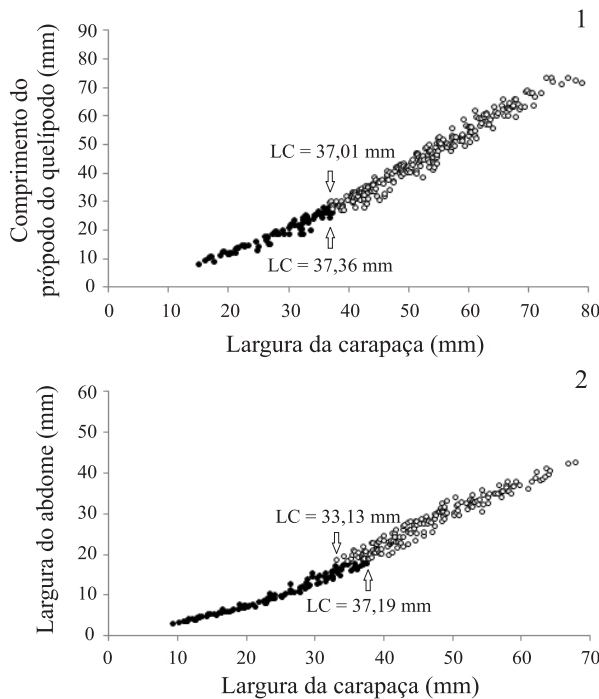 1
Comprimento do
própodo do quelípodo (mm)
90
80
70
60
50
40
30
20
10
0
LC = 37,01 mm
LC = 37,36 mm
0 10 20 30 40 50 60 70 80
Largura da carapaça (mm)
2
Largura do abdome (mm)
60
50
40
30
20
10
0
LC = 33,13 mm
LC = 37,19 mm
0 10 20 30 40 50 60 70
Largura da carapaça (mm)